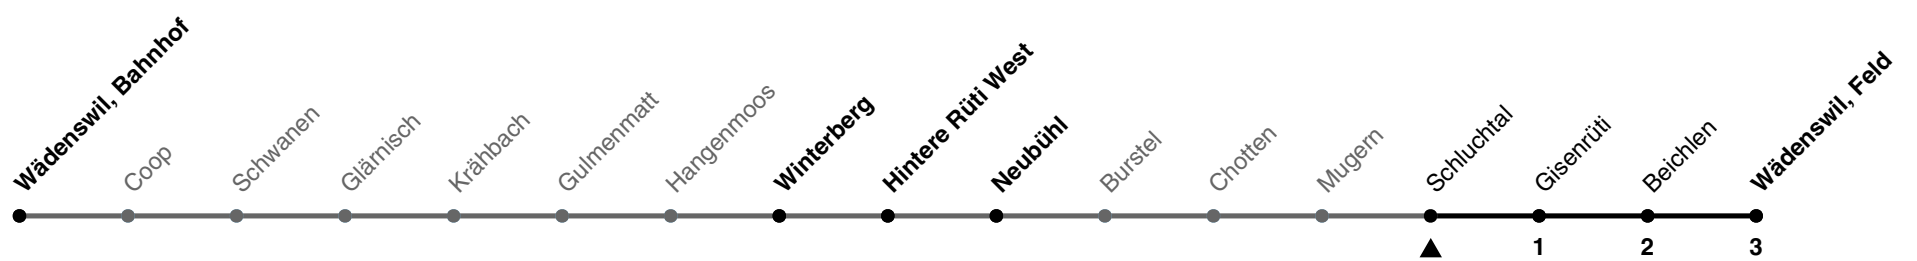 Wädenswil, Bahnhof
Coop
Schwanen
Glärnisch
Krähbach
Gulmenmatt
Hangenmoos
Winterberg
Hintere Rüti West
Neubühl
Burstel
Chotten
Mugern
Schluchtal
Gisenrüti
Beichlen
Wädenswil, Feld
1
2
3